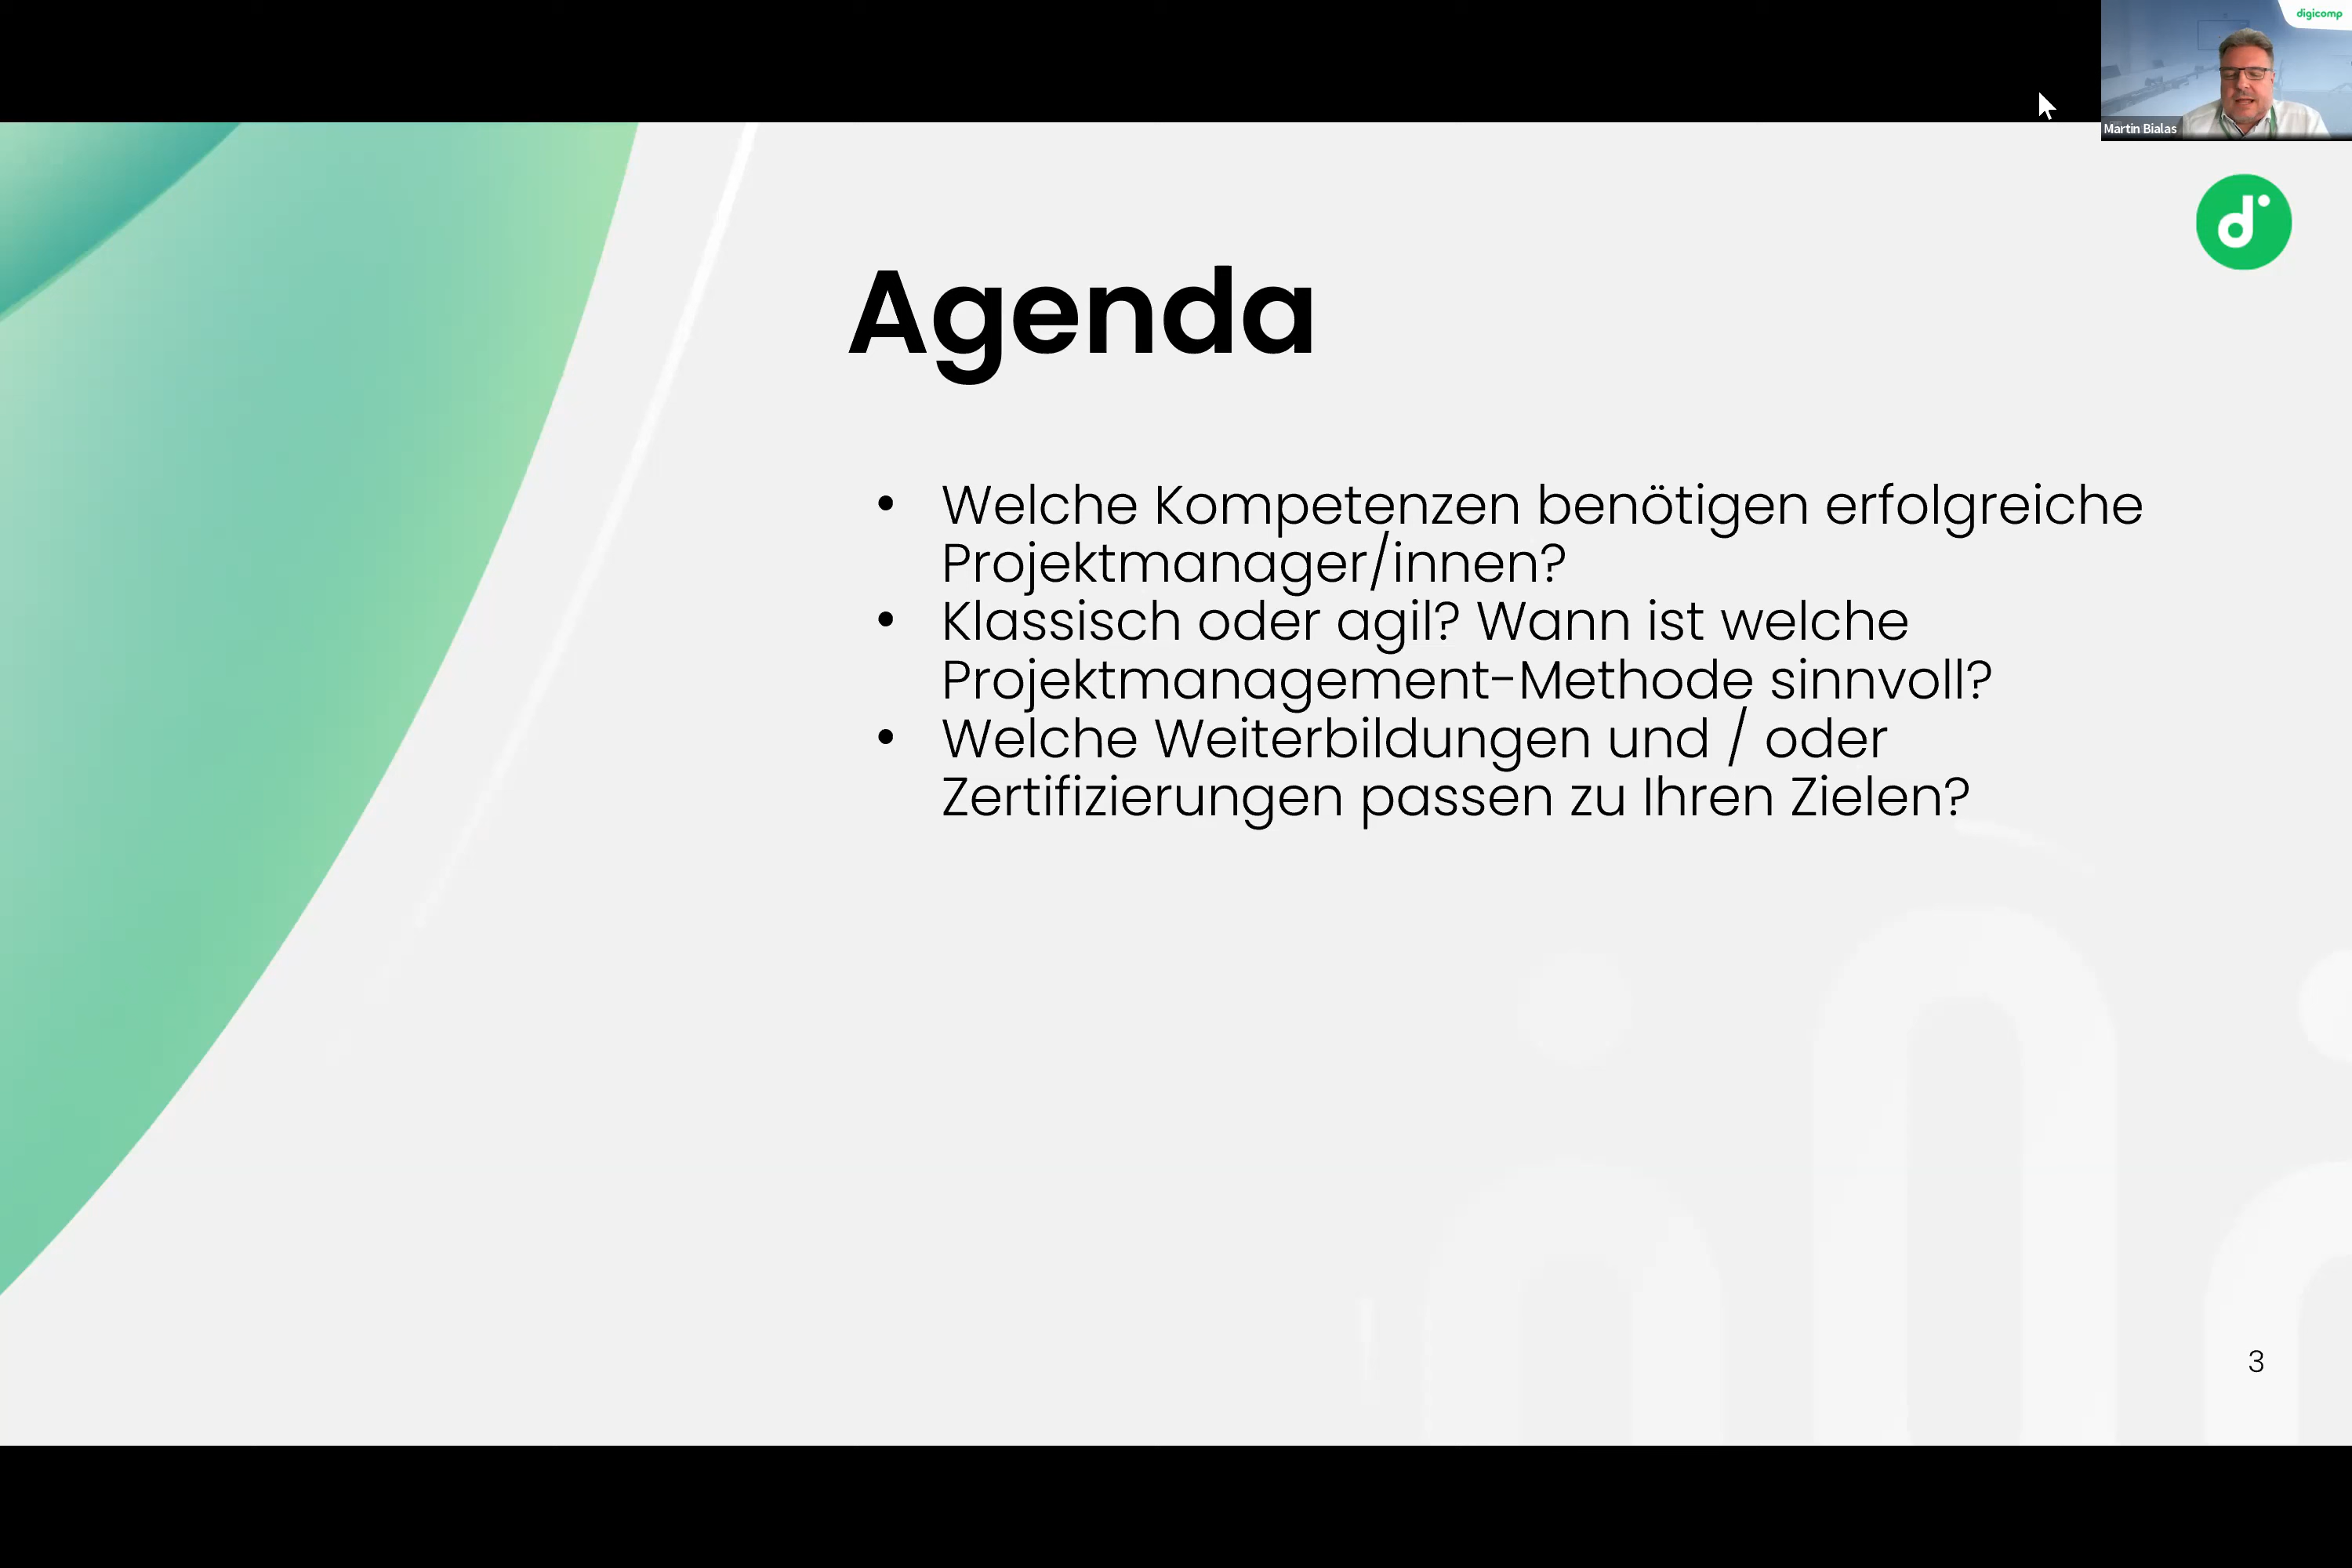 digicomp
Martin Bialas
Agenda
• Welche Kompetenzen benötigen erfolgreiche
Projektmanager/innen?
• Klassisch oder agil? Wann ist welche
Projektmanagement-Methode sinnvoll?
• Welche Weiterbildungen und / oder
Zertifizierungen passen zu Ihren Zielen?
3